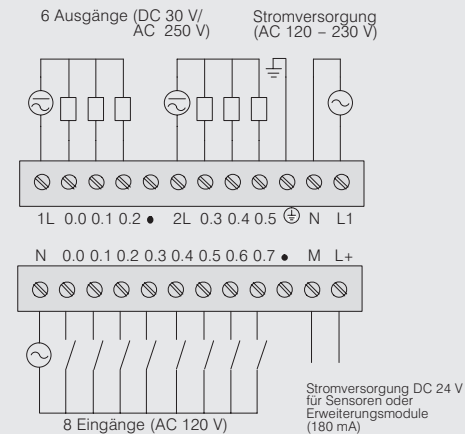 6 Ausgänge (DC 30 V/
AC 250 V)
Stromversorgung
(AC 120 – 230 V)
1L 0.0 0.1 0.2 • 2L 0.3 0.4 0.5 N L1
N 0.0 0.1 0.2 0.3 0.4 0.5 0.6 0.7 • M L+
Stromversorgung DC 24 V
für Sensoren oder
Erweiterungsmodule
(180 mA)
8 Eingänge (AC 120 V)